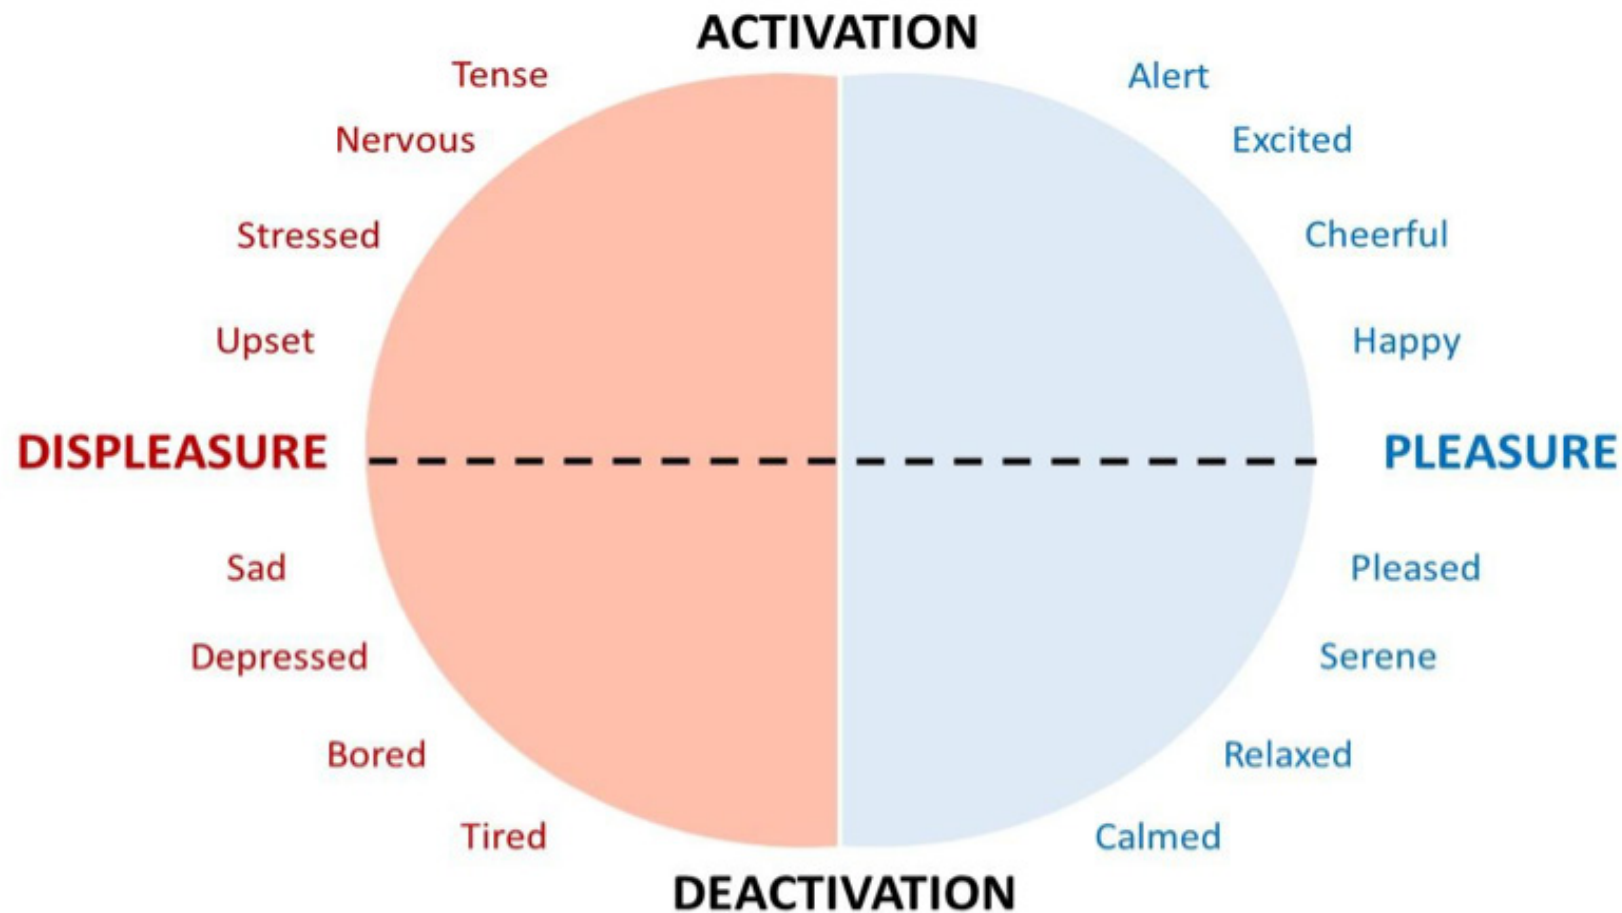 ACTIVATION
Tense
Alert
Nervous
Excited
Stressed
Cheerful
Upset
Happy
DISPLEASURE
PLEASURE
Sad
Pleased
Depressed
Serene
Bored
Relaxed
Tired
Calmed
DEACTIVATION